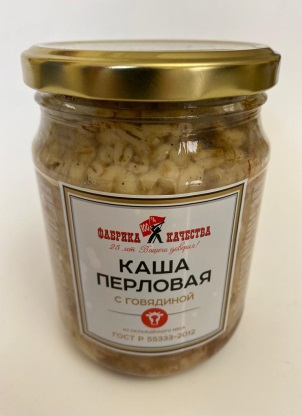 ФАБРИКА КАЧЕСТВА
25 лет Вашего доверия!
КАША
ПЕРЛОВАЯ
С ГОВЯДИНОЙ
ГОСТ Р 55333-2012